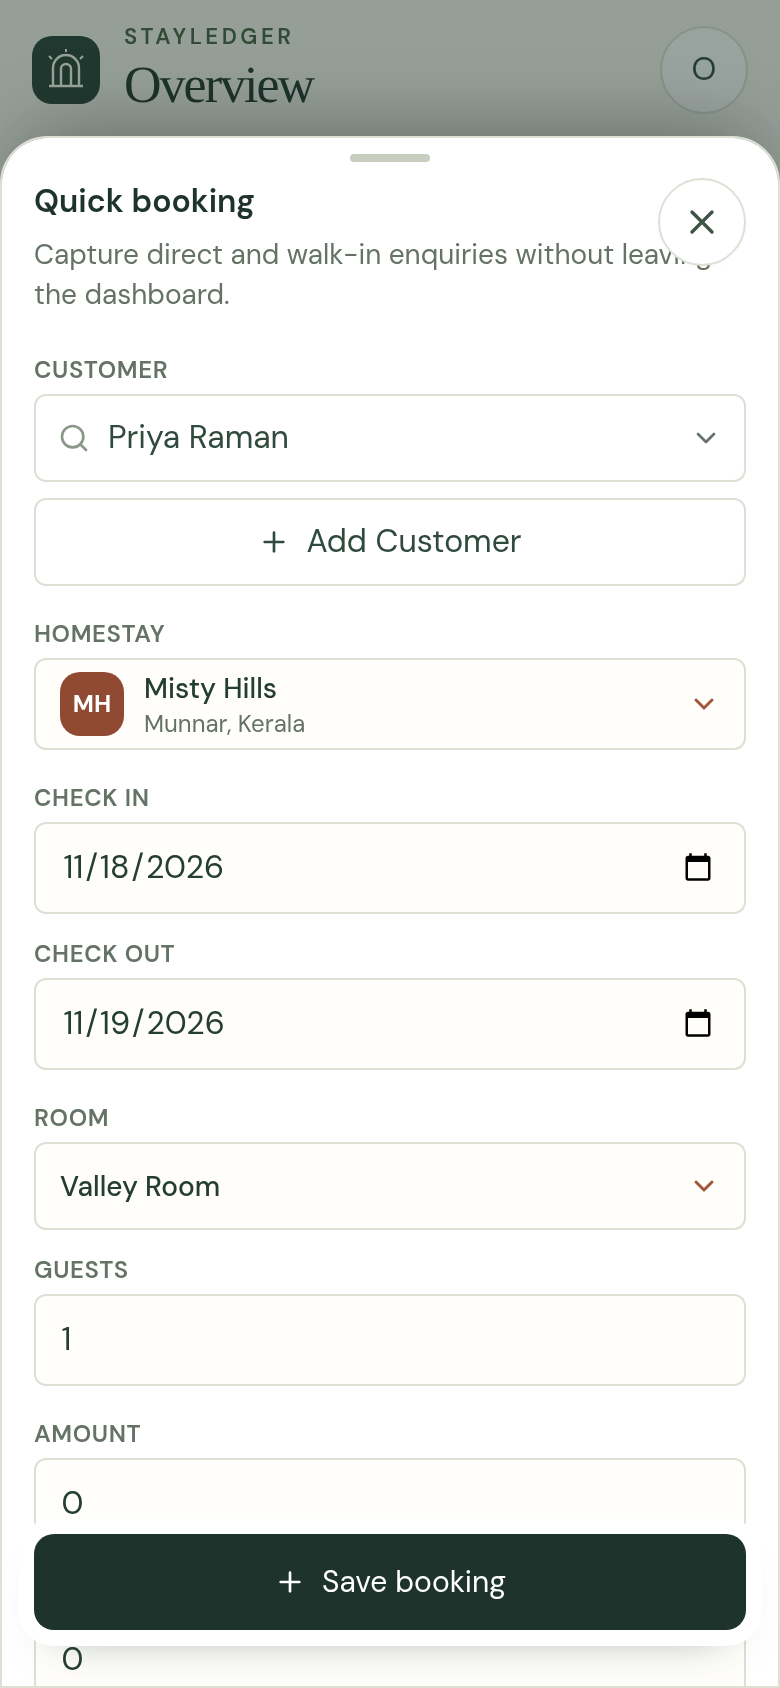 STAYLEDGER
Overview
O
Quick booking
Capture direct and walk-in enquiries without
the dashboard.
CUSTOMER
Priya Raman
+ Add Customer
HOMESTAY
MH
Misty Hills
Munnar, Kerala
CHECK IN
11/18/2026
CHECK OUT
11/19/2026
ROOM
Valley Room
GUESTS
1
AMOUNT
0
+ Save booking
0